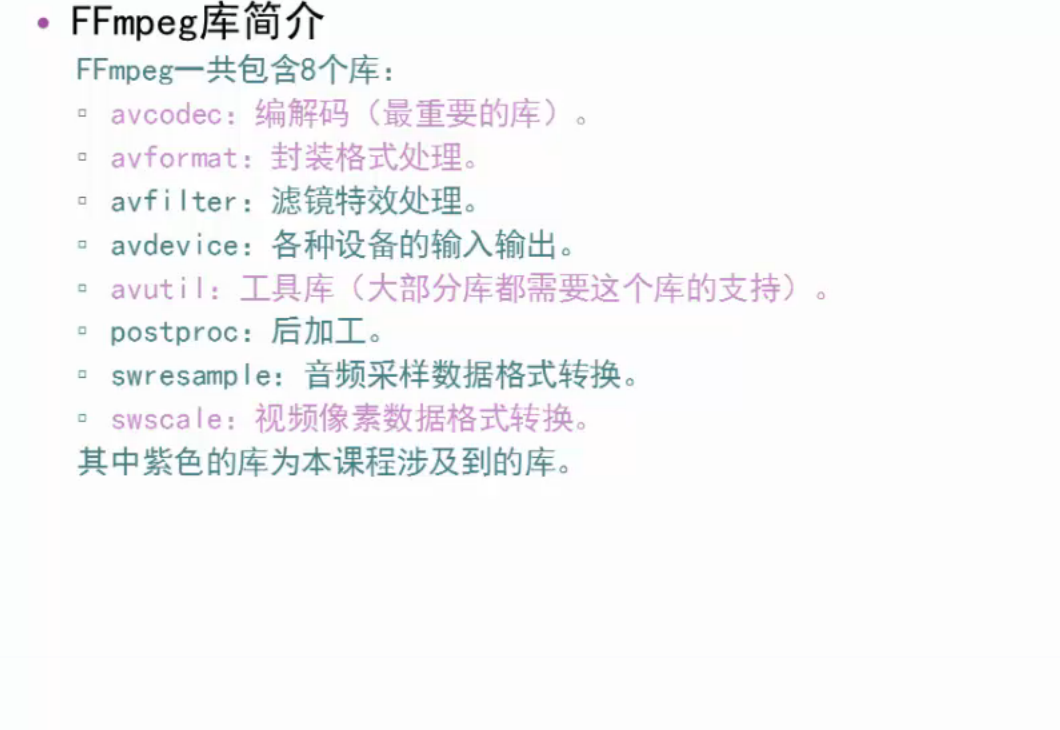 FFmpeg库简介
FFmpeg一共包含8个库：
avcodec：编解码（最重要的库）。
avformat：封装格式处理。
avfilter：滤镜特效处理。
avdevice：各种设备的输入输出。
avutil：工具库（大部分库都需要这个库的支持）。
postproc：后加工。
swresample：音频采样数据格式转换。
swscale：视频像素数据格式转换。
其中紫色的库为本课程涉及到的库。